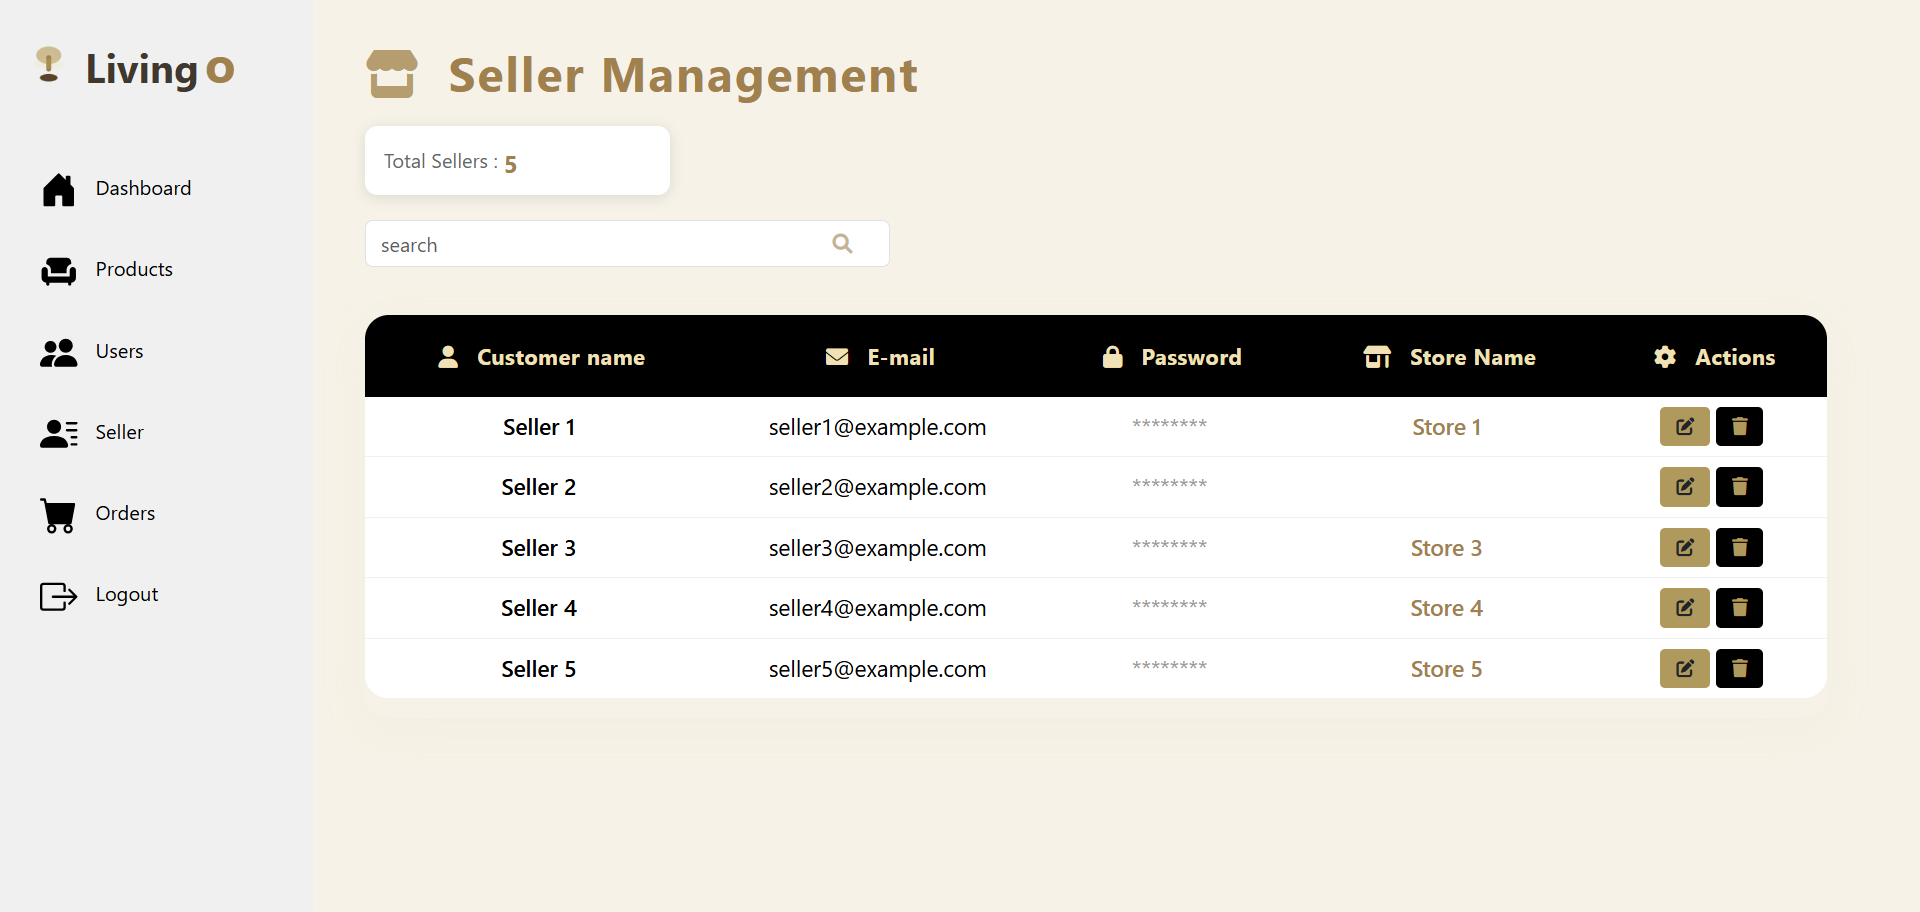 Living O
Dashboard
Products
Users
Seller
Orders
Logout
Seller Management
Total Sellers : 5
search
Customer name E-mail Password Store Name Actions
Seller 1 seller1@example.com ******** Store 1
Seller 2 seller2@example.com ********
Seller 3 seller3@example.com ******** Store 3
Seller 4 seller4@example.com ******** Store 4
Seller 5 seller5@example.com ******** Store 5